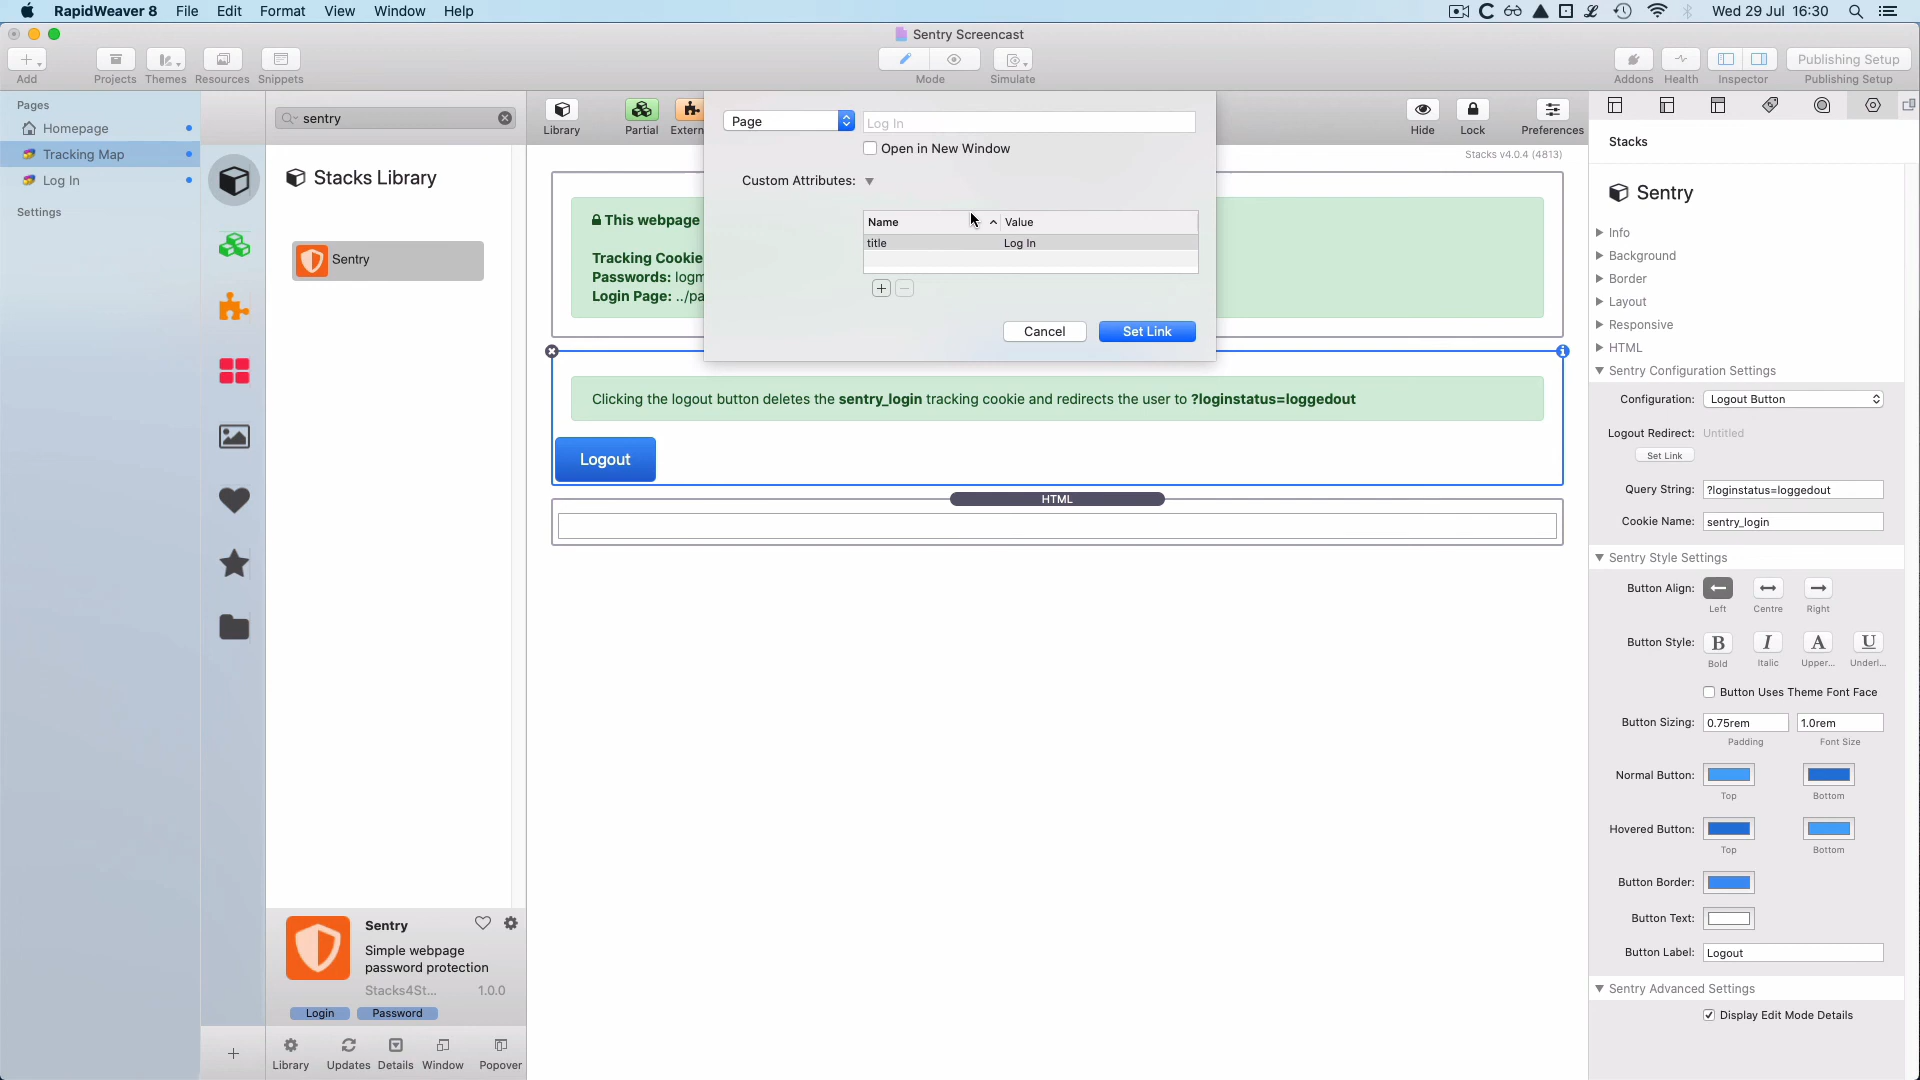 RapidWeaver 8 File Edit Format View Window Help
Wed 29 Jul 16:30
Sentry Screencast
Add Projects Themes Resources Snippets
Mode Simulate
Publishing Setup
Addons Health Inspector Publishing Setup
Pages
Homepage
Tracking Map
Log In
Settings
sentry
Stacks Library
Sentry
Sentry
Simple webpage
password protection
Stacks4St... 1.0.0
Login Password
Library Updates Details Window Popover
Library Partial Extern
Hide Lock Preferences
Stacks v4.0.4 (4813)
Page Log In
Open in New Window
Custom Attributes:
Name Value
title Log In
Cancel Set Link
This webpage
Tracking Cookie
Passwords: logm
Login Page: ../pa
Clicking the logout button deletes the sentry_login tracking cookie and redirects the user to ?loginstatus=loggedout
Logout
HTML
Stacks
Sentry
Info
Background
Border
Layout
Responsive
HTML
Sentry Configuration Settings
Configuration: Logout Button
Logout Redirect: Untitled
Set Link
Query String: ?loginstatus=loggedout
Cookie Name: sentry_login
Sentry Style Settings
Button Align:
Left Centre Right
Button Style: B I A U
Bold Italic Upper... Underl...
Button Uses Theme Font Face
Button Sizing: 0.75rem 1.0rem
Padding Font Size
Normal Button:
Top Bottom
Hovered Button:
Top Bottom
Button Border:
Button Text:
Button Label: Logout
Sentry Advanced Settings
Display Edit Mode Details